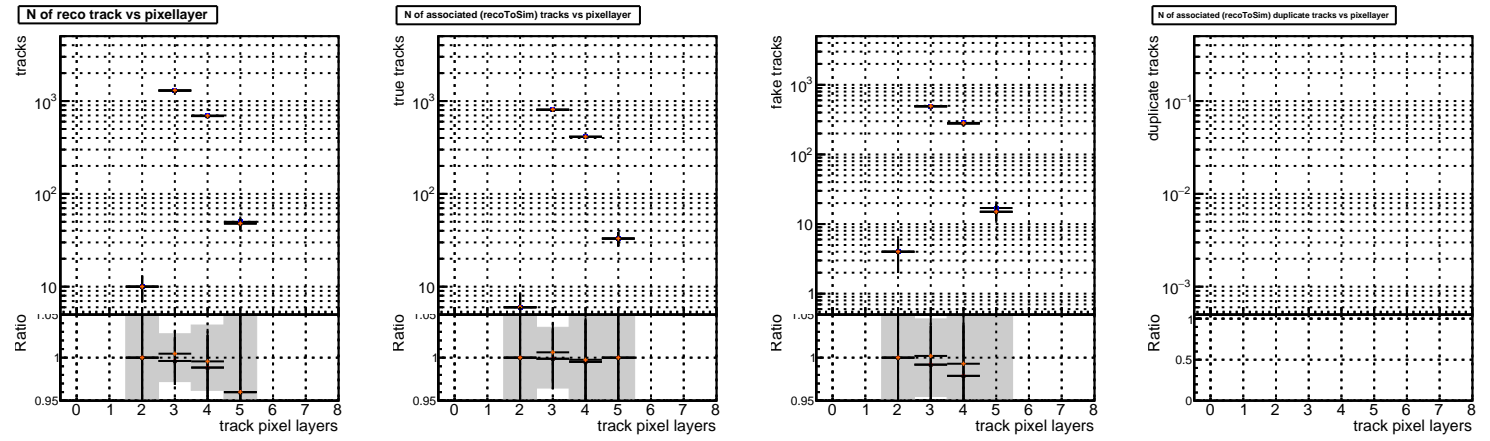 N of reco track vs pixellayer
tracks
10³
10²
10
Ratio
1.05
1
0.95
0 1 2 3 4 5 6 7 8
track pixel layers
N of associated (recoToSim) tracks vs pixellayer
true tracks
10³
10²
10
Ratio
1.05
1
0.95
0 1 2 3 4 5 6 7 8
track pixel layers
fake tracks
10³
10²
10
1
Ratio
1.05
1
0.95
0 1 2 3 4 5 6 7 8
track pixel layers
N of associated (recoToSim) duplicate tracks vs pixellayer
duplicate tracks
10⁻¹
10⁻²
10⁻³
Ratio
1
0.5
0
0 1 2 3 4 5 6 7 8
track pixel layers